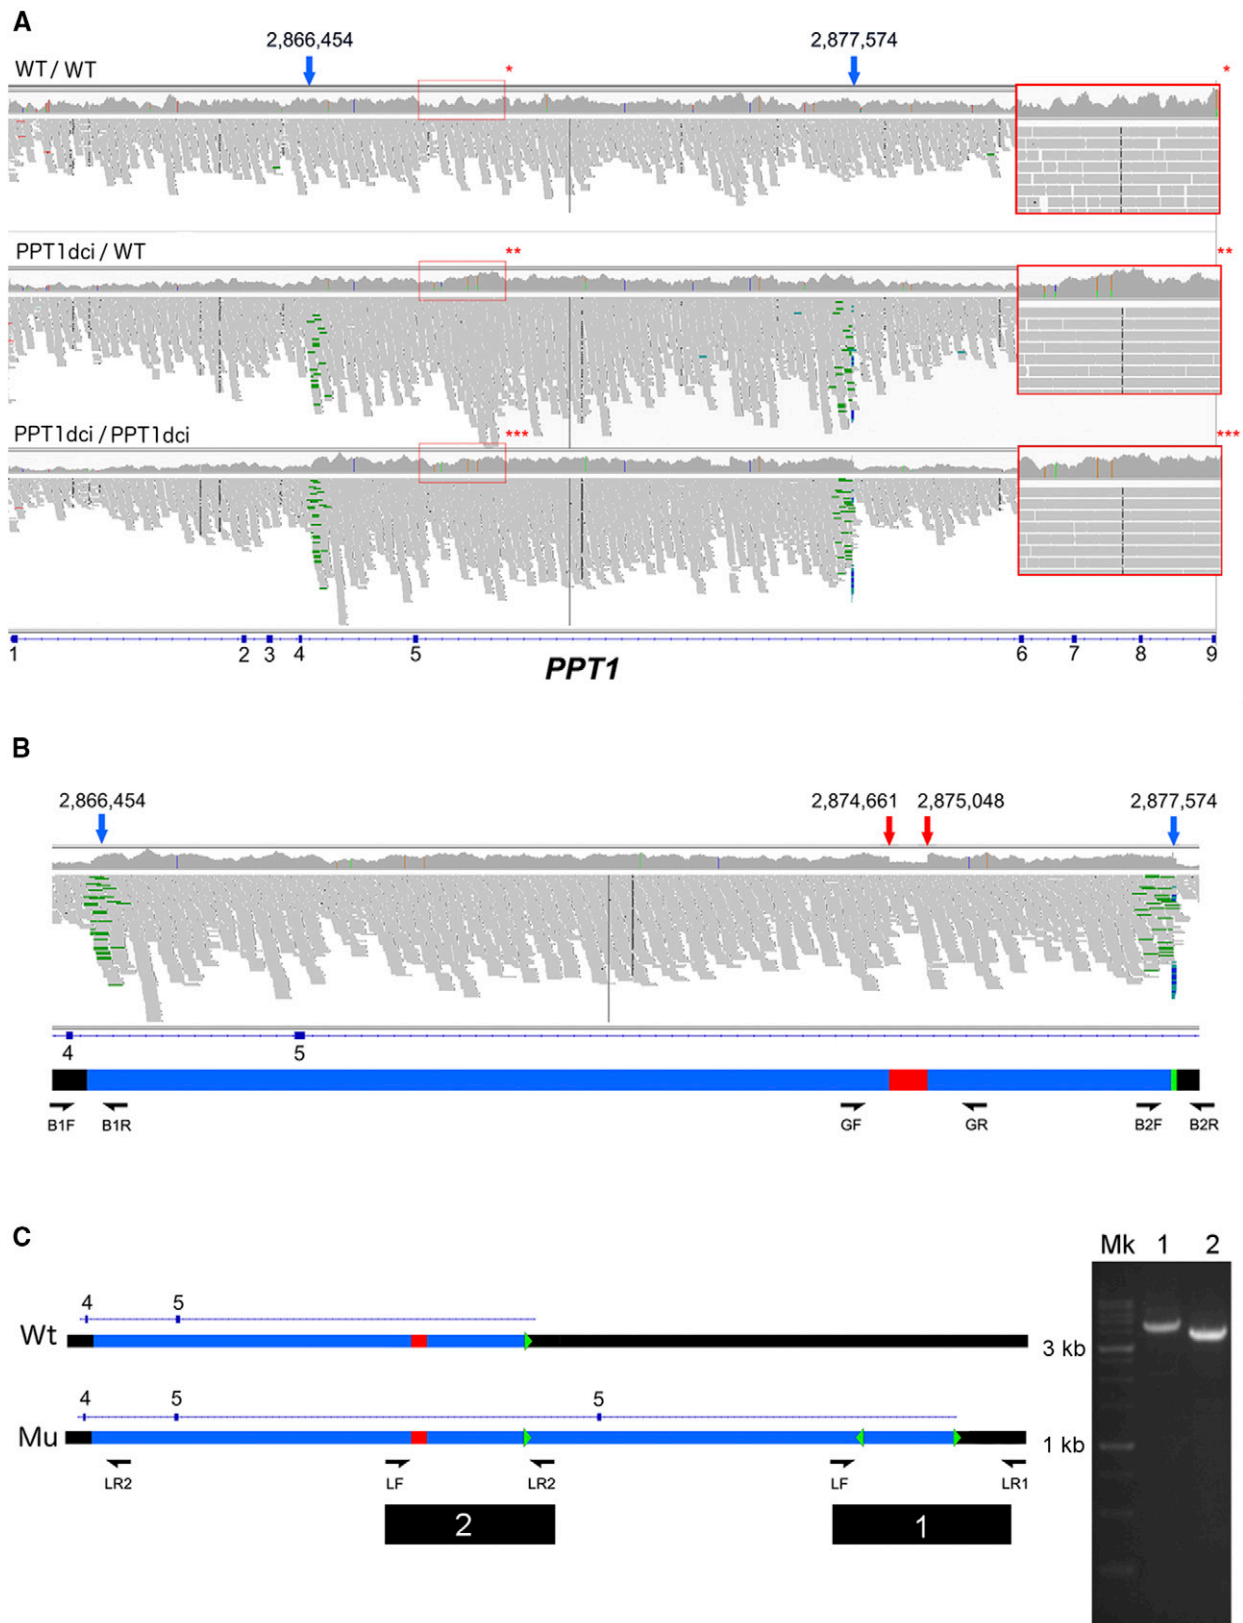 A
2,866,454 2,877,574
WT / WT * *
PPT1dci / WT ** **
PPT1dci / PPT1dci *** ***
1 2 3 4 5 6 7 8 9
PPT1
B
2,866,454 2,874,661 2,875,048 2,877,574
4 5
B1F B1R GF GR B2F B2R
C
Mk 1 2
4 5
Wt
3 kb
4 5 5
Mu
1 kb
LR2 LF LR2 LF LR1
2 1